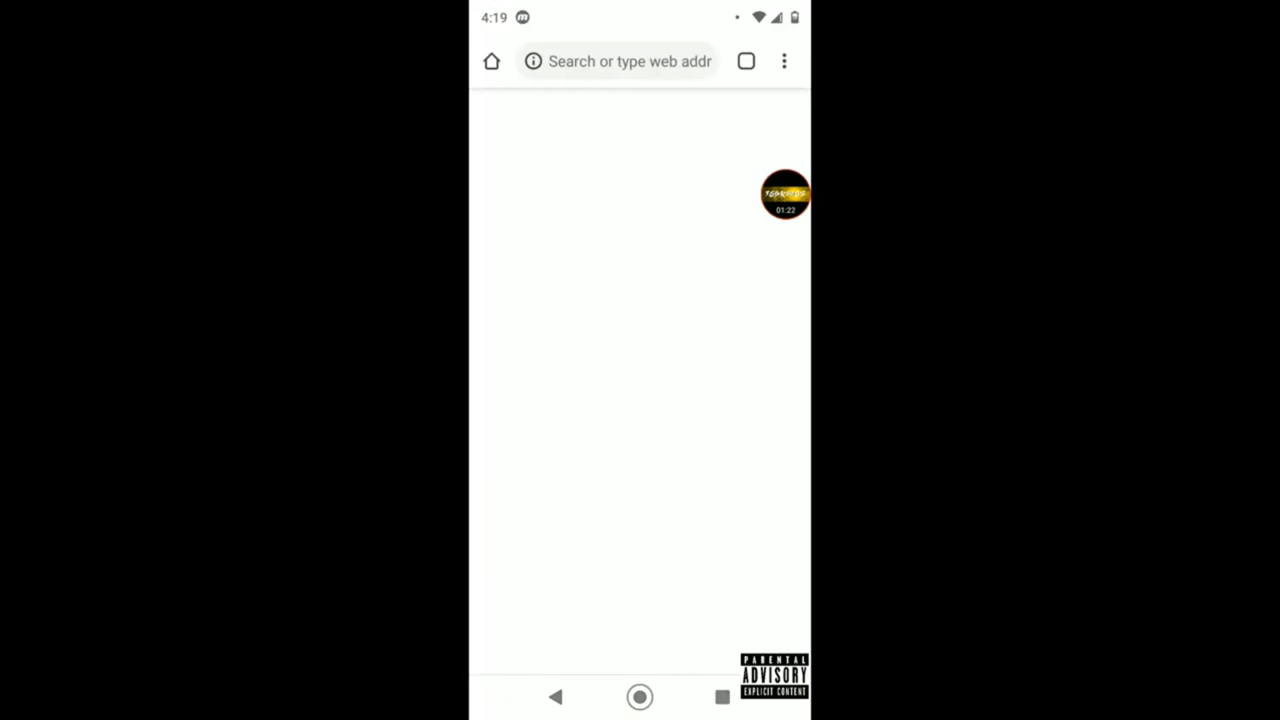 4:19
Search or type web addr
01:22
PARENTAL
ADVISORY
EXPLICIT CONTENT